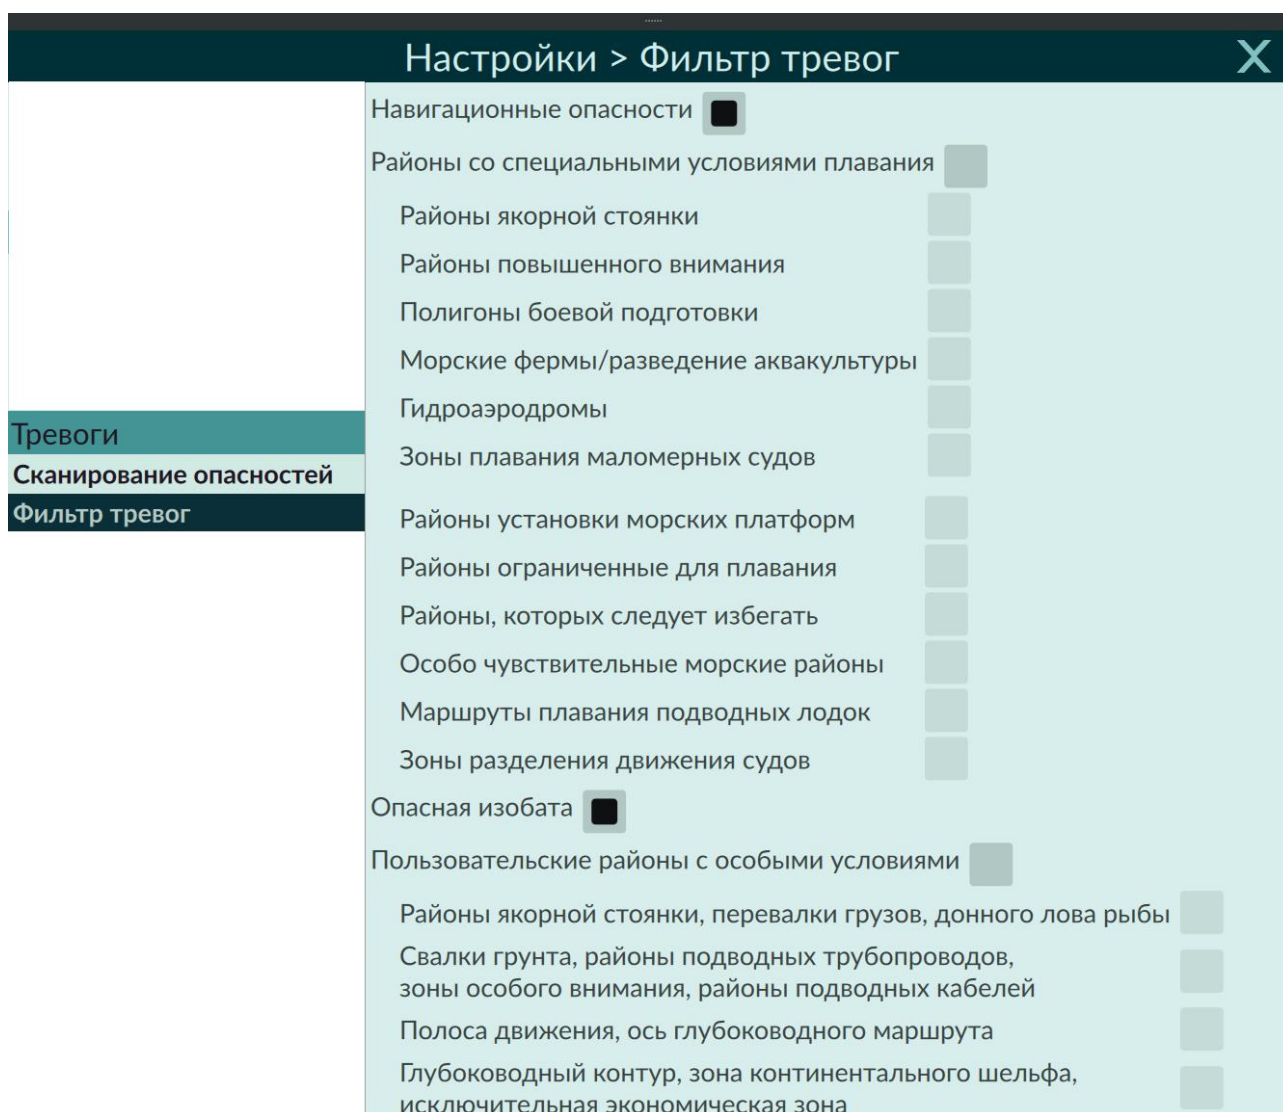 Настройки > Фильтр тревог X
Навигационные опасности
Районы со специальными условиями плавания
Районы якорной стоянки
Районы повышенного внимания
Полигоны боевой подготовки
Морские фермы/разведение аквакультуры
Гидроаэродромы
Зоны плавания маломерных судов
Районы установки морских платформ
Районы ограниченные для плавания
Районы, которых следует избегать
Особо чувствительные морские районы
Маршруты плавания подводных лодок
Зоны разделения движения судов
Опасная изобата
Пользовательские районы с особыми условиями
Районы якорной стоянки, перевалки грузов, донного лова рыбы
Свалки грунта, районы подводных трубопроводов,
зоны особого внимания, районы подводных кабелей
Полоса движения, ось глубоководного маршрута
Глубоководный контур, зона континентального шельфа,
исключительная экономическая зона
Тревоги
Сканирование опасностей
Фильтр тревог